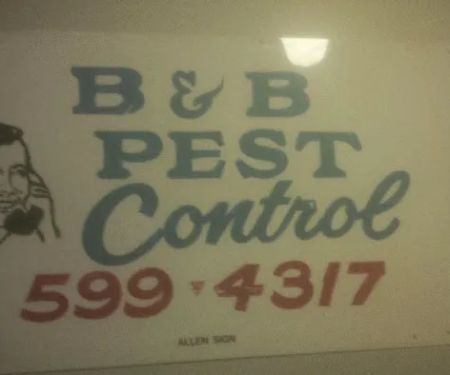 B & B
PEST
Control
599-4317
ALLEN SIGN